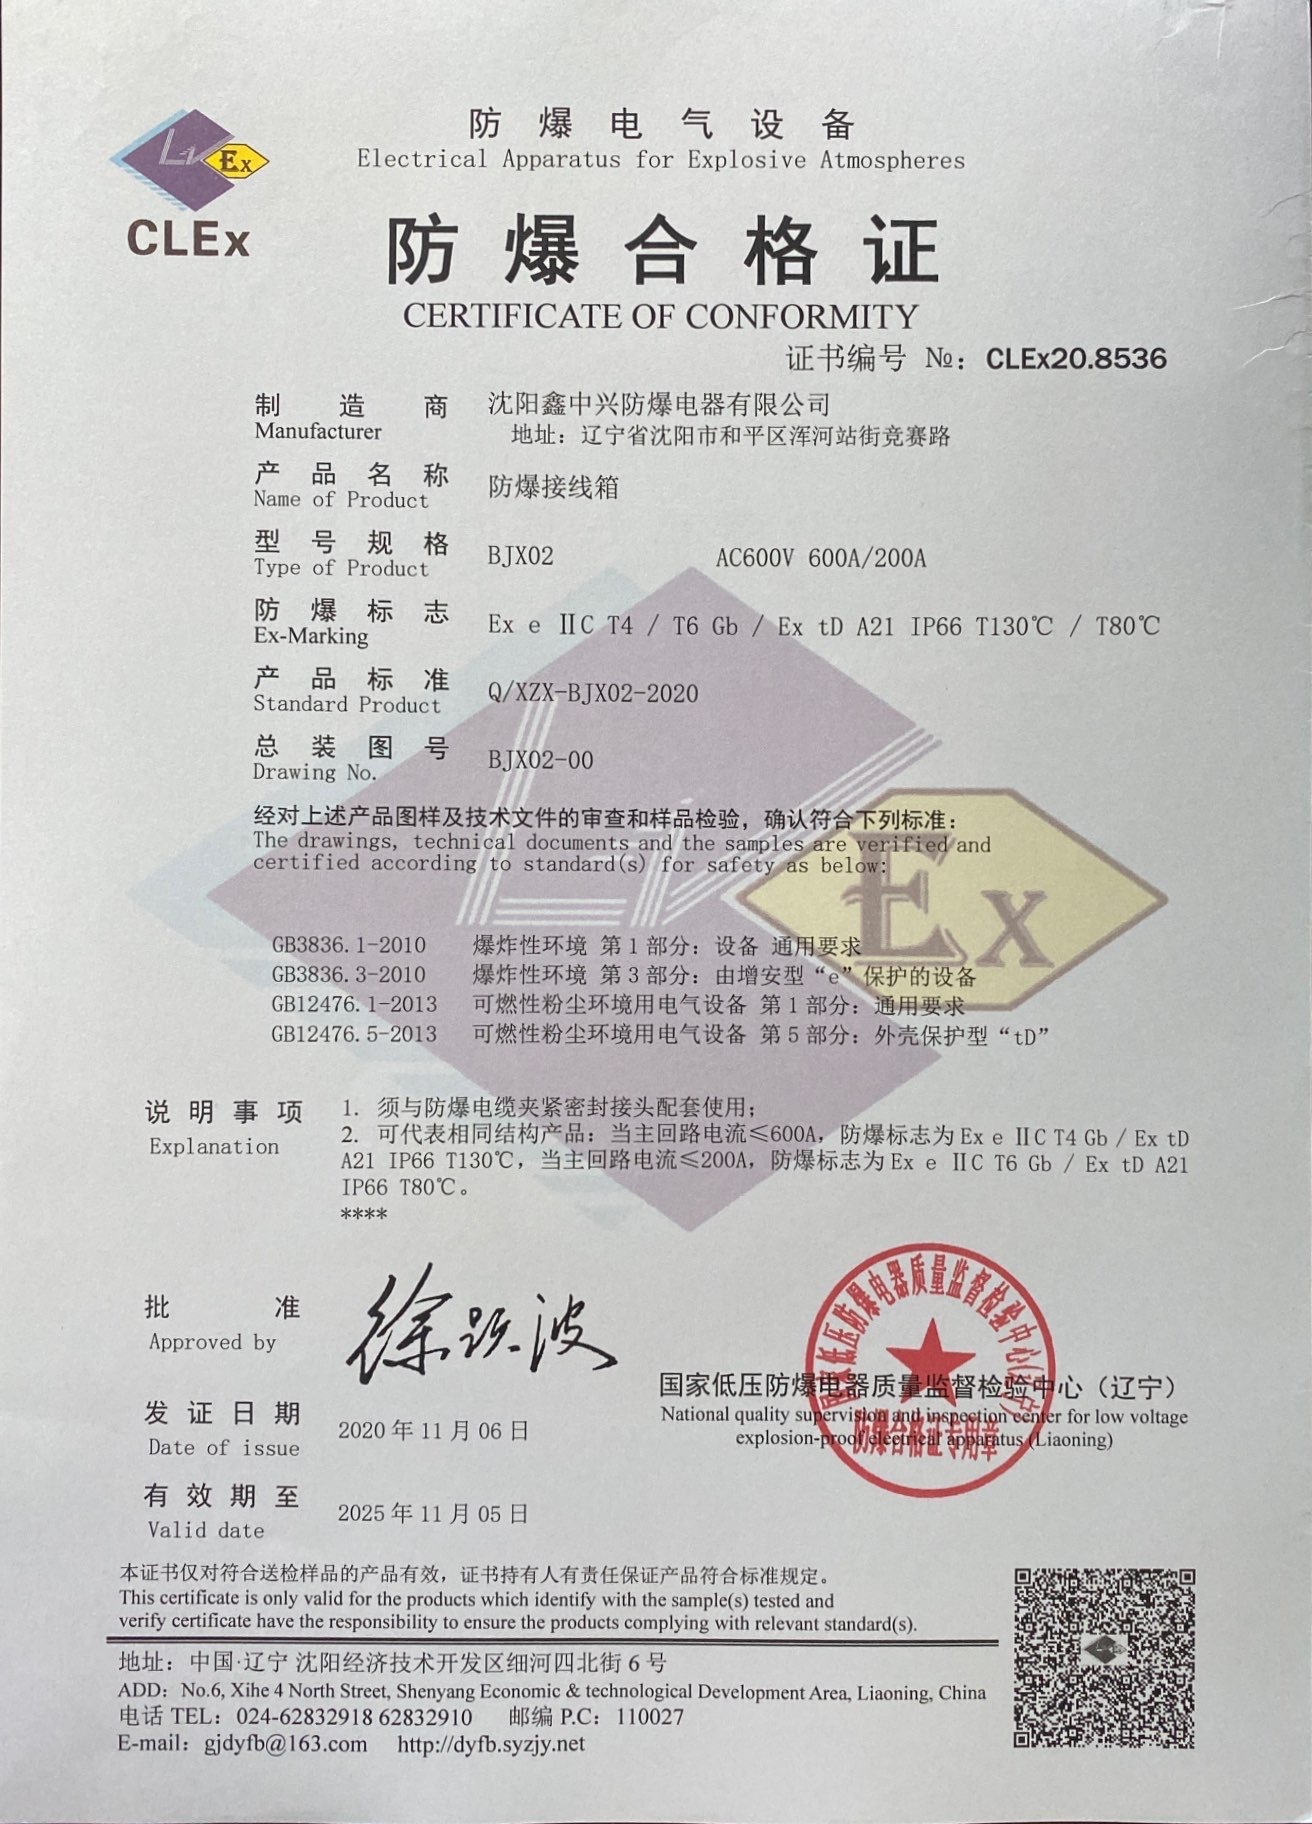 防爆电气设备
Electrical Apparatus for Explosive Atmospheres
Ex
CLEx
防爆合格证
CERTIFICATE OF CONFORMITY
证书编号 №：CLEx20.8536
制造商 沈阳鑫中兴防爆电器有限公司
Manufacturer 地址：辽宁省沈阳市和平区浑河站街竞赛路
产品名称 防爆接线箱
Name of Product
型号规格 BJX02 AC600V 600A/200A
Type of Product
防爆标志 Ex e ⅡC T4 / T6 Gb / Ex tD A21 IP66 T130℃ / T80℃
Ex-Marking
产品标准 Q/XZX-BJX02-2020
Standard Product
总装图号 BJX02-00
Drawing No.
经对上述产品图样及技术文件的审查和样品检验，确认符合下列标准：
The drawings, technical documents and the samples are verified and
certified according to standard(s) for safety as below:
Ex
GB3836.1-2010 爆炸性环境 第1部分：设备 通用要求
GB3836.3-2010 爆炸性环境 第3部分：由增安型“e”保护的设备
GB12476.1-2013 可燃性粉尘环境用电气设备 第1部分：通用要求
GB12476.5-2013 可燃性粉尘环境用电气设备 第5部分：外壳保护型“tD”
说明事项 1. 须与防爆电缆夹紧密封接头配套使用；
Explanation 2. 可代表相同结构产品：当主回路电流≤600A，防爆标志为Ex e ⅡC T4 Gb / Ex tD
A21 IP66 T130℃，当主回路电流≤200A，防爆标志为Ex e ⅡC T6 Gb / Ex tD A21
IP66 T80℃。
****
批准 徐跃波
Approved by
国家低压防爆电器质量监督检验中心（辽宁）
防爆合格证专用章
国家低压防爆电器质量监督检验中心（辽宁）
National quality supervision and inspection center for low voltage
explosion-proof electrical apparatus (Liaoning)
发证日期 2020年11月06日
Date of issue
有效期至 2025年11月05日
Valid date
本证书仅对符合送检样品的产品有效，证书持有人有责任保证产品符合标准规定。
This certificate is only valid for the products which identify with the sample(s) tested and
verify certificate have the responsibility to ensure the products complying with relevant standard(s).
地址：中国·辽宁 沈阳经济技术开发区细河四北街6号
ADD：No.6, Xihe 4 North Street, Shenyang Economic & technological Development Area, Liaoning, China
电话 TEL：024-62832918 62832910 邮编 P.C：110027
E-mail：gjdyfb@163.com http://dyfb.syzjy.net